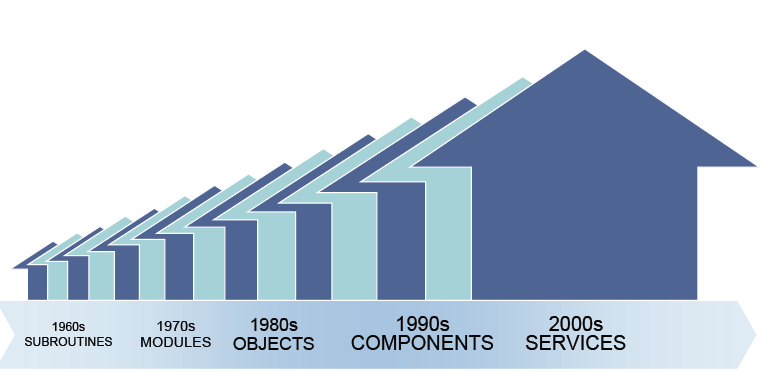 1960s
SUBROUTINES
1970s
MODULES
1980s
OBJECTS
1990s
COMPONENTS
2000s
SERVICES